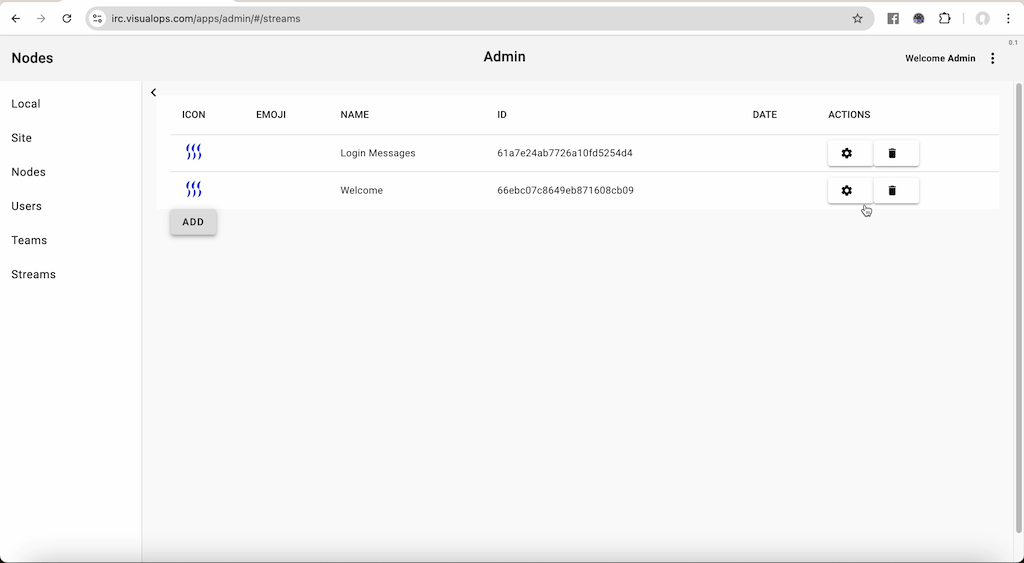 irc.visualops.com/apps/admin/#/streams
0.1
Nodes
Admin
Welcome Admin
Local
Site
Nodes
Users
Teams
Streams
ICON EMOJI NAME ID DATE ACTIONS
Login Messages 61a7e24ab7726a10fd5254d4
Welcome 66ebc07c8649eb871608cb09
ADD